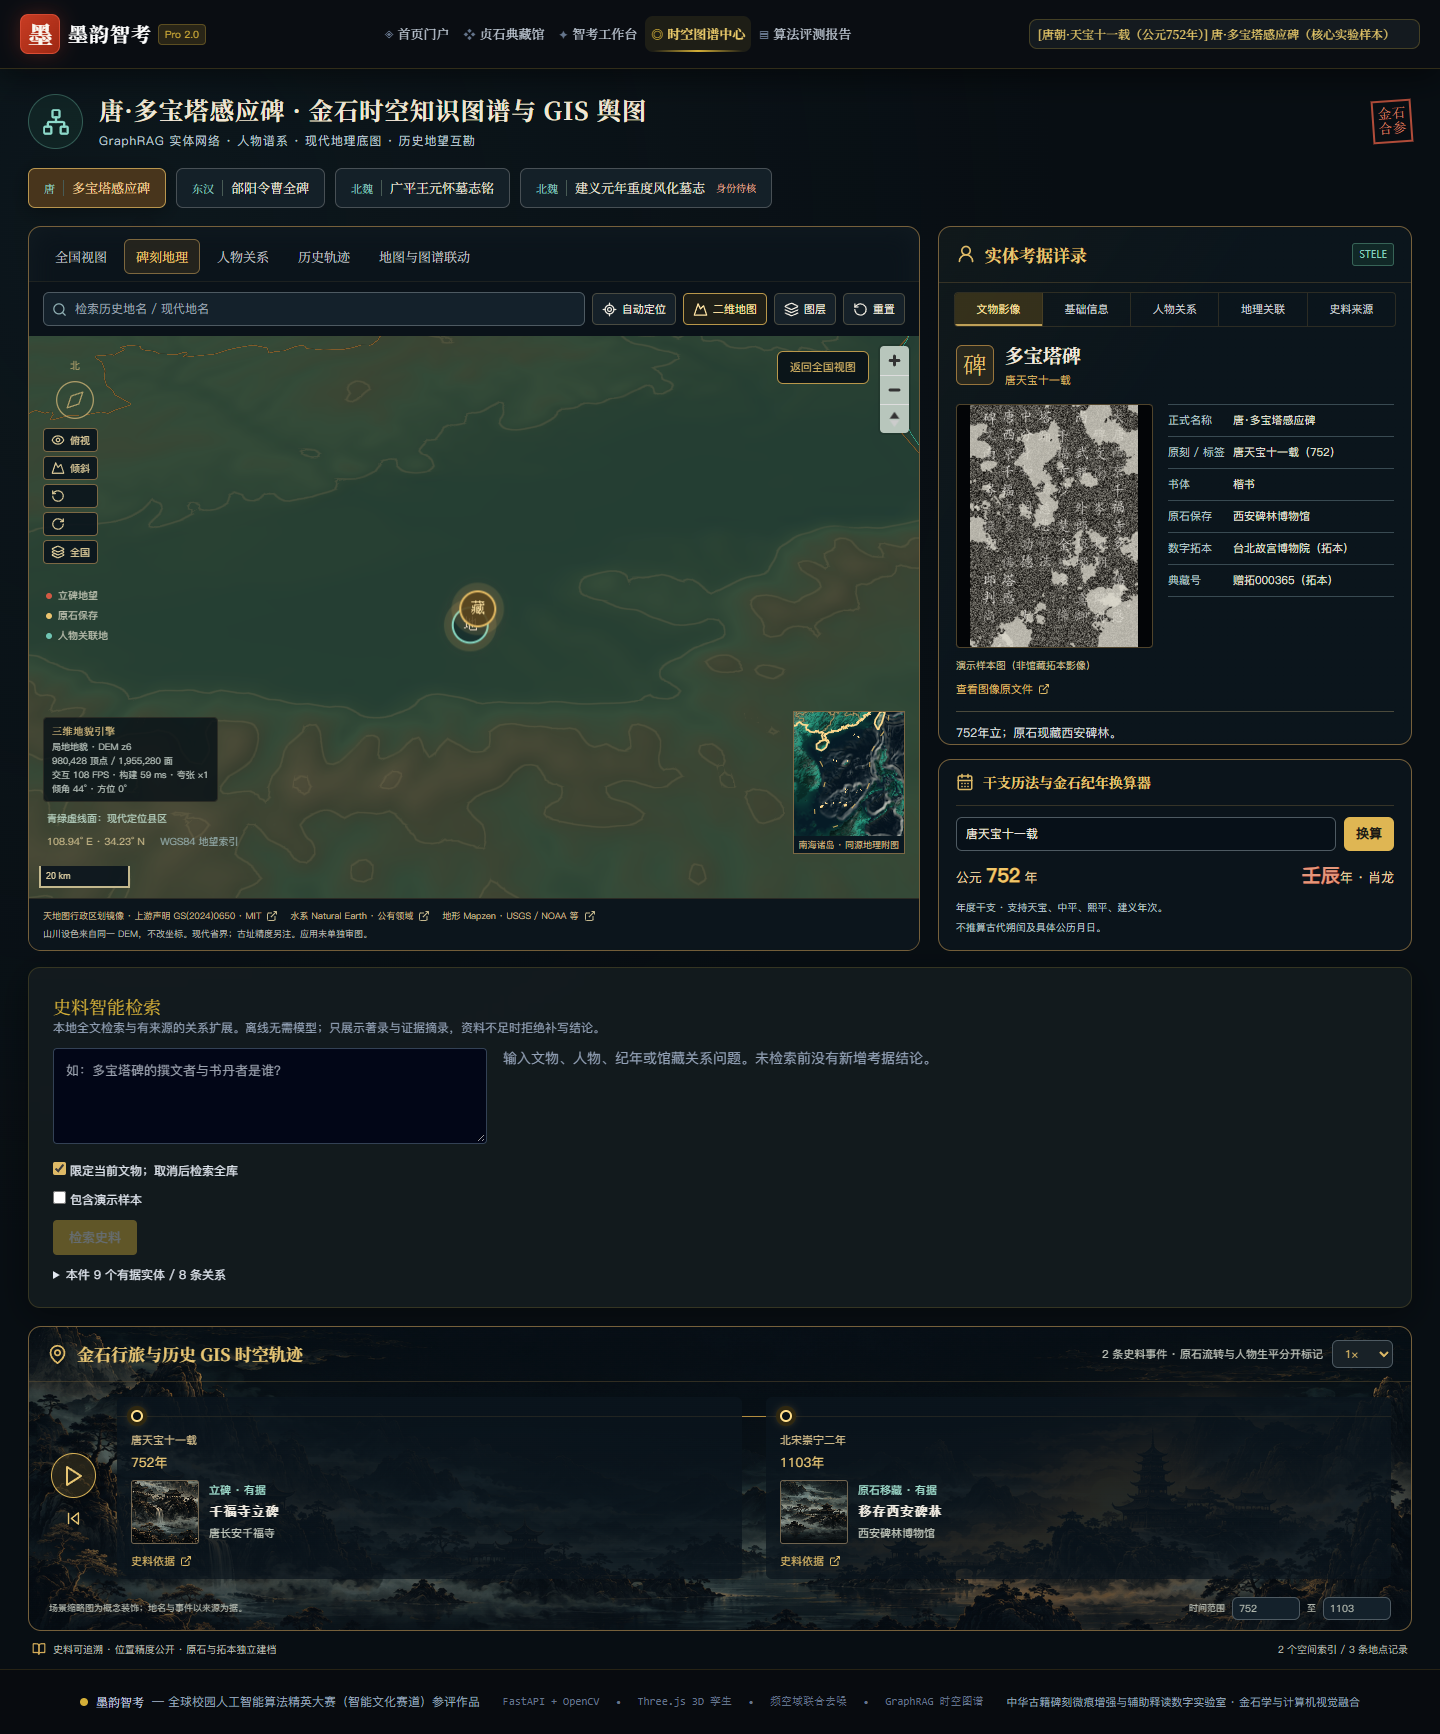 墨 墨韵智考 Pro 2.0
首页门户 贞石典藏馆 智考工作台 时空图谱中心 算法评测报告
[唐朝·天宝十一载（公元752年）] 唐·多宝塔感应碑（核心实验样本）
唐·多宝塔感应碑 · 金石时空知识图谱与 GIS 舆图
GraphRAG 实体网络 · 人物谱系 · 现代地理底图 · 历史地望互勘
金石
合参
唐 多宝塔感应碑
东汉 郃阳令曹全碑
北魏 广平王元怀墓志铭
北魏 建义元年重度风化墓志 身份待核
全国视图 碑刻地理 人物关系 历史轨迹 地图与图谱联动
检索历史地名 / 现代地名
自动定位 二维地图 图层 重置
北
返回全国视图
俯视
倾斜
全国
立碑地望
原石保存
人物关联地
藏
三维地貌引擎
局地地貌 · DEM z6
980,428 顶点 / 1,955,280 面
交互 108 FPS · 构建 59 ms · 夸张 ×1
倾角 44° · 方位 0°
青绿虚线面：现代定位县区
108.94° E · 34.23° N WGS84 地望索引
20 km
南海诸岛 · 同源地理附图
天地图行政区划镜像 · 上游声明 GS(2024)0650 · MIT 水系 Natural Earth · 公有领域 地形 Mapzen · USGS / NOAA 等
山川设色来自同一 DEM，不改坐标。现代省界；古址精度另注。应用未单独审图。
实体考据详录 STELE
文物影像 基础信息 人物关系 地理关联 史料来源
碑 多宝塔碑
唐天宝十一载
正式名称 唐·多宝塔感应碑
原刻 / 标签 唐天宝十一载（752）
书体 楷书
原石保存 西安碑林博物馆
数字拓本 台北故宫博物院（拓本）
典藏号 赠拓000365（拓本）
演示样本图（非馆藏拓本影像）
查看图像原文件
752年立；原石现藏西安碑林。
干支历法与金石纪年换算器
唐天宝十一载 换算
公元 752 年 壬辰年 · 肖龙
年度干支 · 支持天宝、中平、熙平、建义年次。
不推算古代朔闰及具体公历月日。
史料智能检索
本地全文检索与有来源的关系扩展。离线无需模型；只展示著录与证据摘录，资料不足时拒绝补写结论。
如：多宝塔碑的撰文者与书丹者是谁？
输入文物、人物、纪年或馆藏关系问题。未检索前没有新增考据结论。
限定当前文物；取消后检索全库
包含演示样本
检索史料
本件 9 个有据实体 / 8 条关系
金石行旅与历史 GIS 时空轨迹
2 条史料事件 · 原石流转与人物生平分开标记 1×
唐天宝十一载
752年
立碑 · 有据
千福寺立碑
唐长安千福寺
史料依据
北宋崇宁二年
1103年
原石移藏 · 有据
移存西安碑林
西安碑林博物馆
史料依据
场景缩略图为概念装饰；地名与事件以来源为据。
时间范围 752 至 1103
史料可追溯 · 位置精度公开 · 原石与拓本独立建档
2 个空间索引 / 3 条地点记录
墨韵智考 — 全球校园人工智能算法精英大赛（智能文化赛道）参评作品 FastAPI + OpenCV • Three.js 3D 孪生 • 频空域联合去噪 • GraphRAG 时空图谱 中华古籍碑刻微痕增强与辅助释读数字实验室 · 金石学与计算机视觉融合